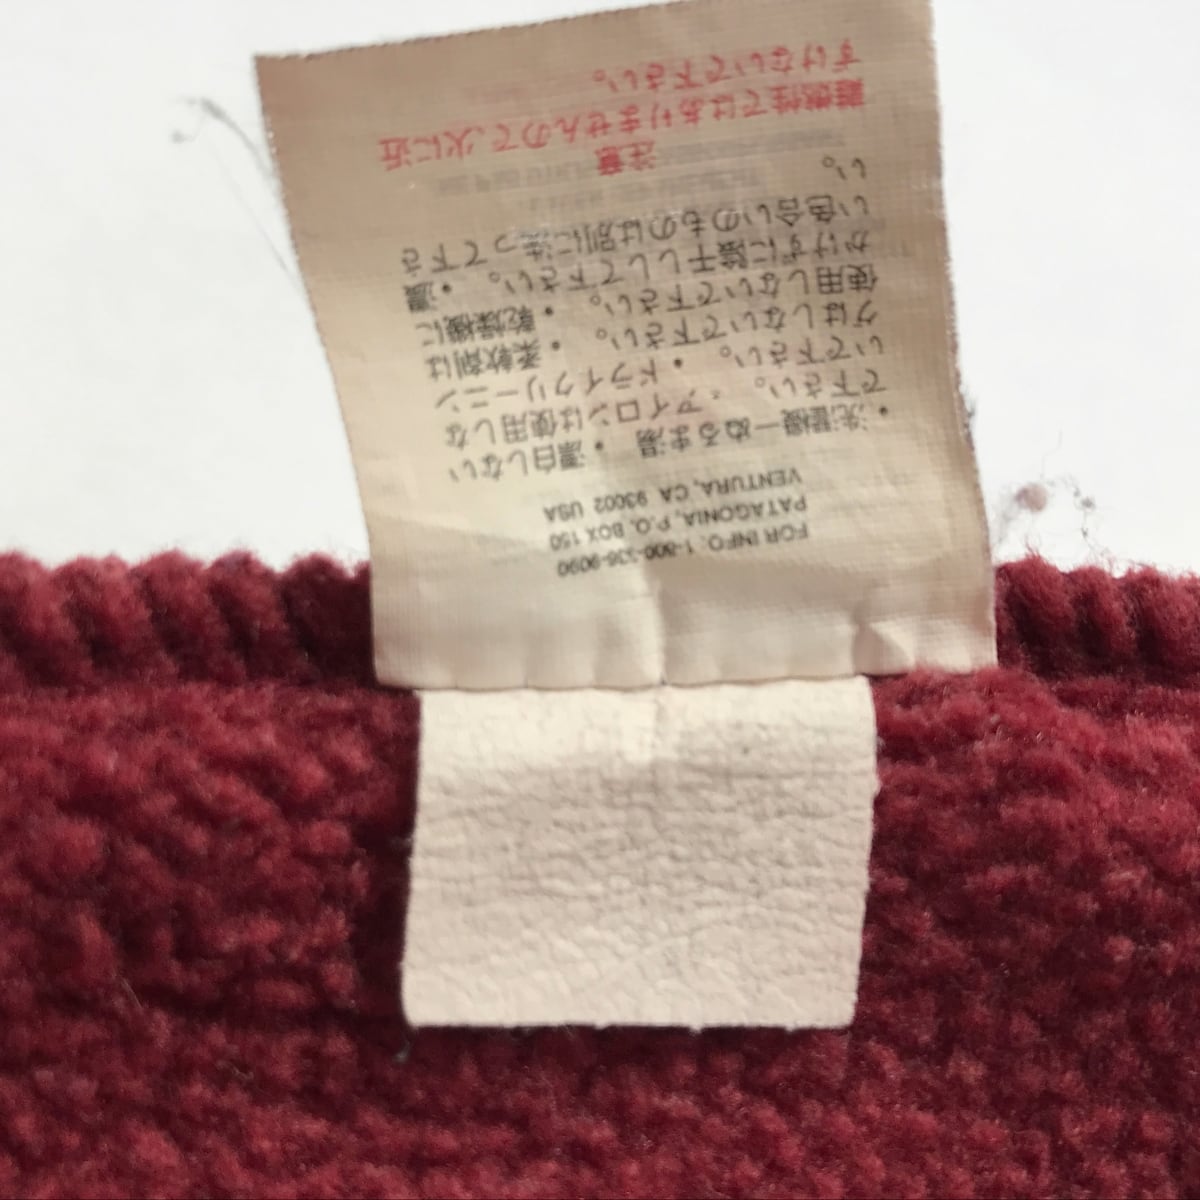 FOR INFO. 1-800-336-9090
PATAGONIA, P.O. BOX 150
VENTURA, CA 93002 USA
・洗濯機ーぬるま湯 ・漂白しない
で下さい。 ・アイロンは使用しな
いで下さい。 ・ドライクリーニン
グはしないで下さい。 ・柔軟剤は
使用しないで下さい。 ・乾燥機に
かけずに陰干しして下さい。 ・濃
い色合いのものは別に洗って下さ
い。
注意
難燃性ではありませんので、火に近
ずけないで下さい。